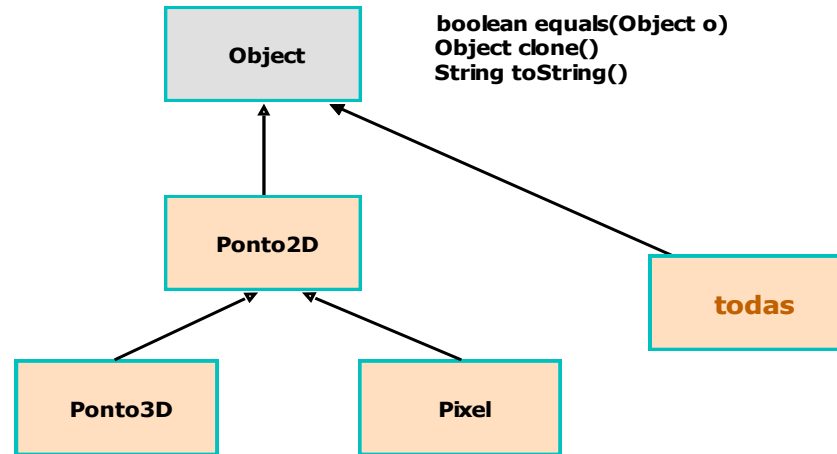 boolean equals(Object o)
Object clone()
String toString()
Object
Ponto2D
todas
Ponto3D
Pixel